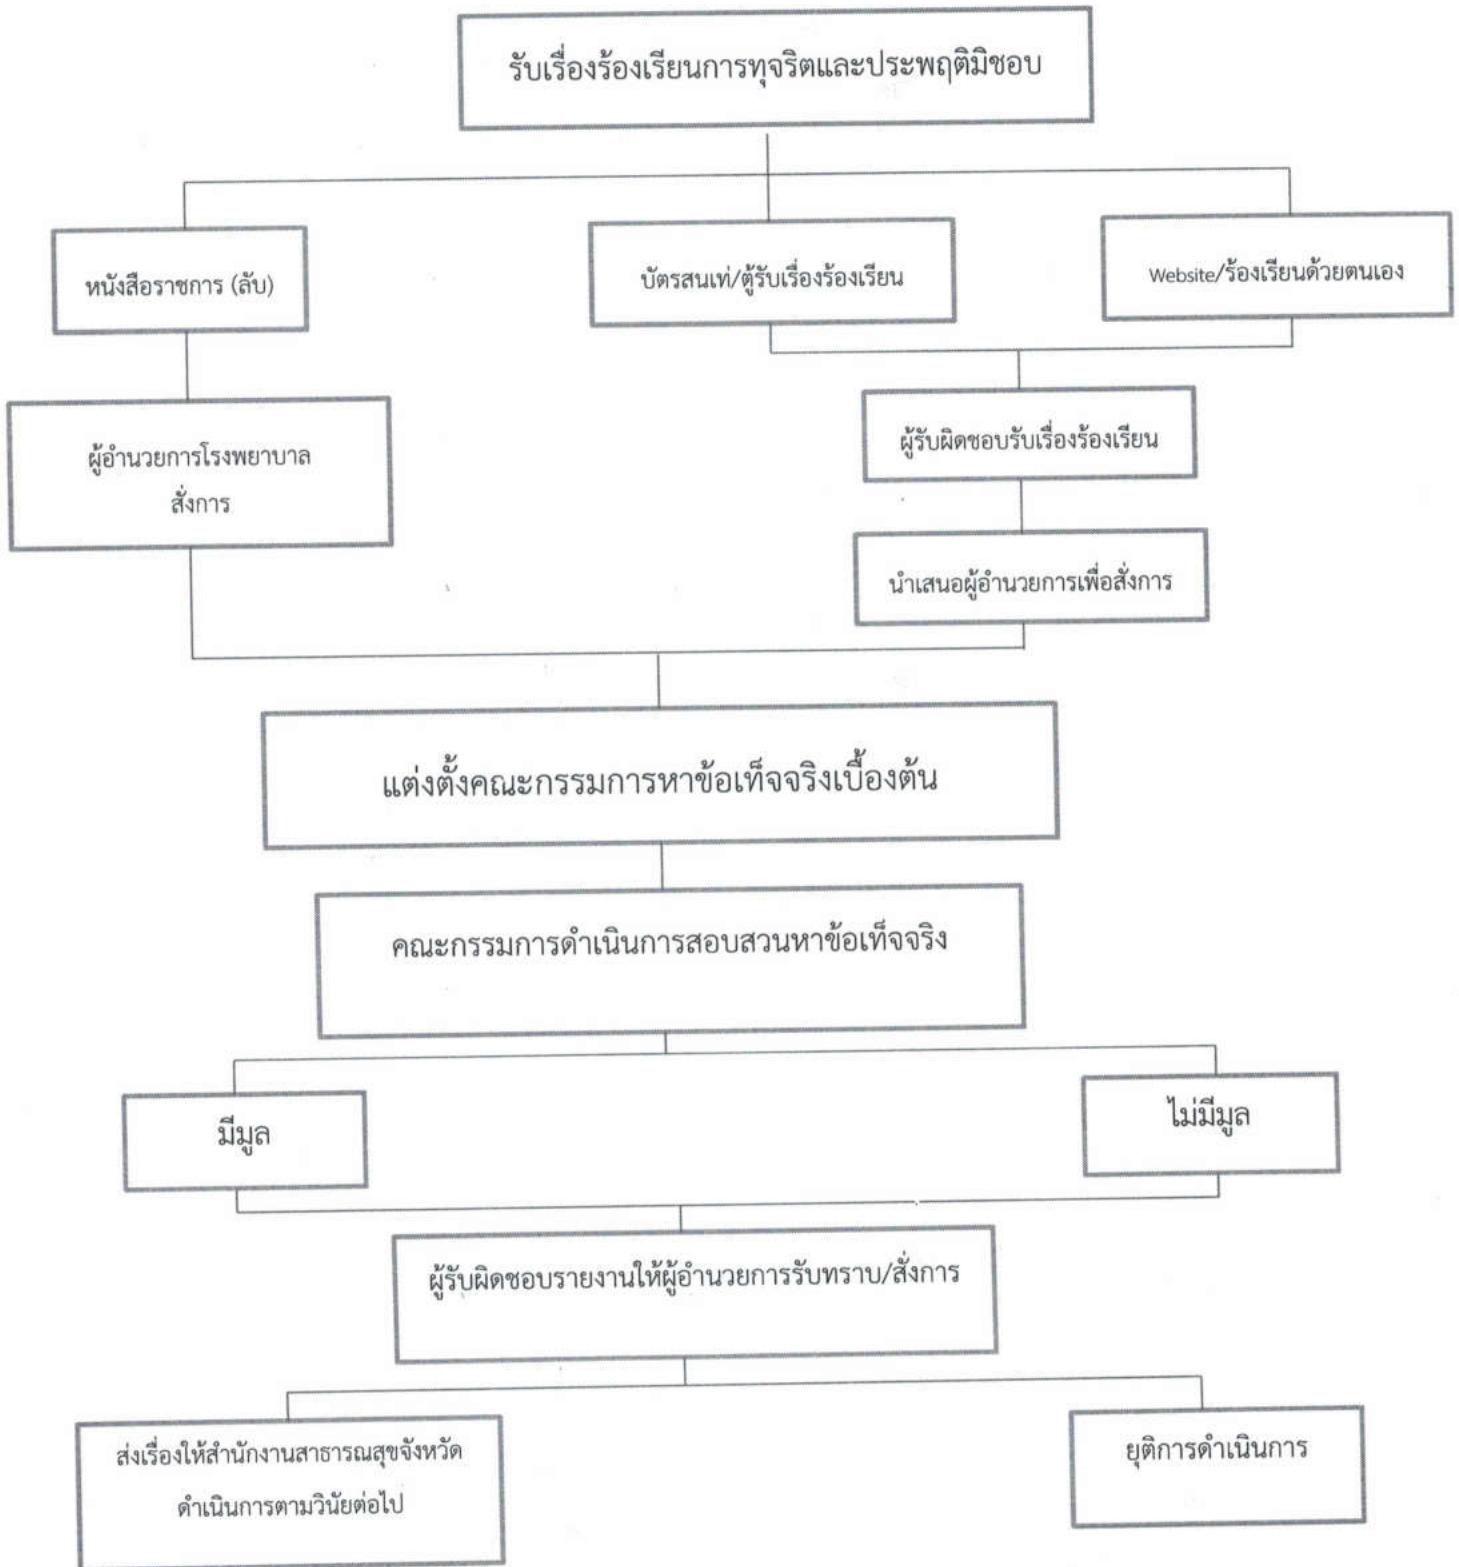 รับเรื่องร้องเรียนการทุจริตและประพฤติมิชอบ
หนังสือราชการ (ลับ)
บัตรสนเท่/ตู้รับเรื่องร้องเรียน
Website/ร้องเรียนด้วยตนเอง
ผู้อำนวยการโรงพยาบาล
สั่งการ
ผู้รับผิดชอบรับเรื่องร้องเรียน
นำเสนอผู้อำนวยการเพื่อสั่งการ
แต่งตั้งคณะกรรมการหาข้อเท็จจริงเบื้องต้น
คณะกรรมการดำเนินการสอบสวนหาข้อเท็จจริง
มีมูล
ไม่มีมูล
ผู้รับผิดชอบรายงานให้ผู้อำนวยการรับทราบ/สั่งการ
ส่งเรื่องให้สำนักงานสาธารณสุขจังหวัด
ดำเนินการตามวินัยต่อไป
ยุติการดำเนินการ